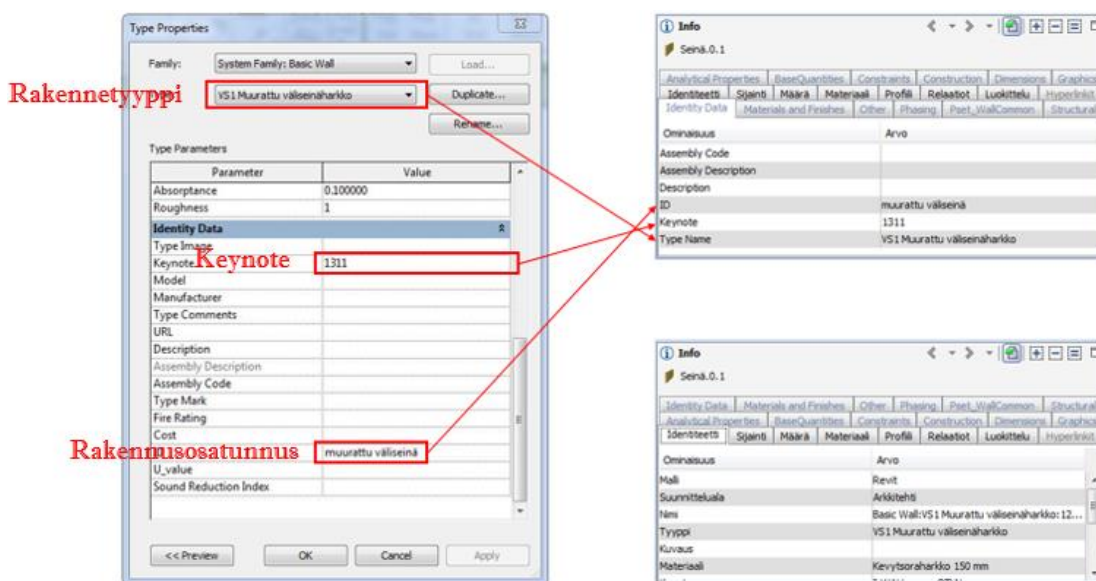 Type Properties
Family:
System Family: Basic Wall
Load...
Rakennetyyppi
VS1 Muurattu väliseinäharkko
Duplicate...
Rename...
Type Parameters
Parameter
Value
Absorptance
0.100000
Roughness
1
Identity Data
Type Image
Keynote
Keynote
1311
Model
Manufacturer
Type Comments
URL
Description
Assembly Description
Assembly Code
Type Mark
Fire Rating
Cost
Rakennusosatunnus
muurattu väliseinä
U_value
Sound Reduction Index
<< Preview
OK
Cancel
Apply
Info
Seinä.0.1
Analytical Properties BaseQuantities Constraints Construction Dimensions Graphics
Identiteetti Sijainti Määrä Materiaali Profiili Relaatiot Luokittelu Hyperlinkit
Identity Data Materials and Finishes Other Phasing Pset_WallCommon Structural
Ominaisuus Arvo
Assembly Code
Assembly Description
Description
ID muurattu väliseinä
Keynote 1311
Type Name VS1 Muurattu väliseinäharkko
Info
Seinä.0.1
Identity Data Materials and Finishes Other Phasing Pset_WallCommon Structural
Analytical Properties BaseQuantities Constraints Construction Dimensions Graphics
Identiteetti Sijainti Määrä Materiaali Profiili Relaatiot Luokittelu Hyperlinkit
Ominaisuus Arvo
Malli Revit
Suunnitteluala Arkkitehti
Nimi Basic Wall:VS1 Muurattu väliseinäharkko:12...
Tyyppi VS1 Muurattu väliseinäharkko
Kuvaus
Materiaali Kevytsoraharkko 150 mm